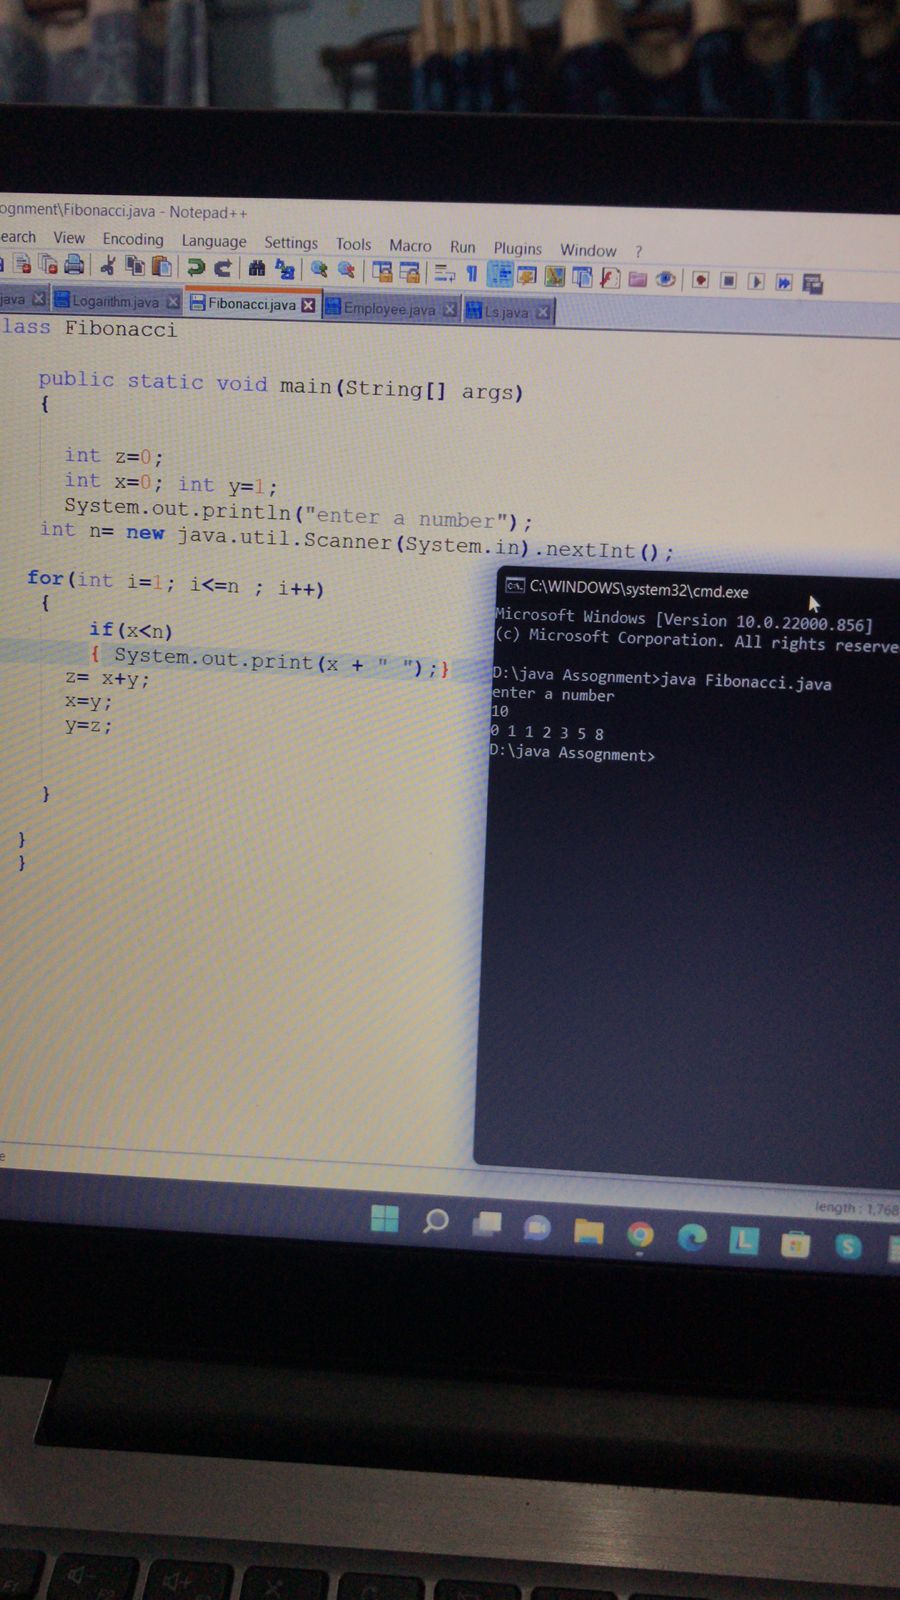 ognment\Fibonacci.java - Notepad++
earch View Encoding Language Settings Tools Macro Run Plugins Window ?
java Logarithm.java Fibonacci.java Employee.java Ls.java
lass Fibonacci
public static void main(String[] args)
{
int z=0;
int x=0; int y=1;
System.out.println("enter a number");
int n= new java.util.Scanner(System.in).nextInt();
for(int i=1; i<=n ; i++)
{
if(x<n)
{ System.out.print(x + " ");}
z= x+y;
x=y;
y=z;
}
}
}
C:\WINDOWS\system32\cmd.exe
Microsoft Windows [Version 10.0.22000.856]
(c) Microsoft Corporation. All rights reserve
D:\java Assognment>java Fibonacci.java
enter a number
10
0 1 1 2 3 5 8
D:\java Assognment>
e
length : 1,768
L
S
F1